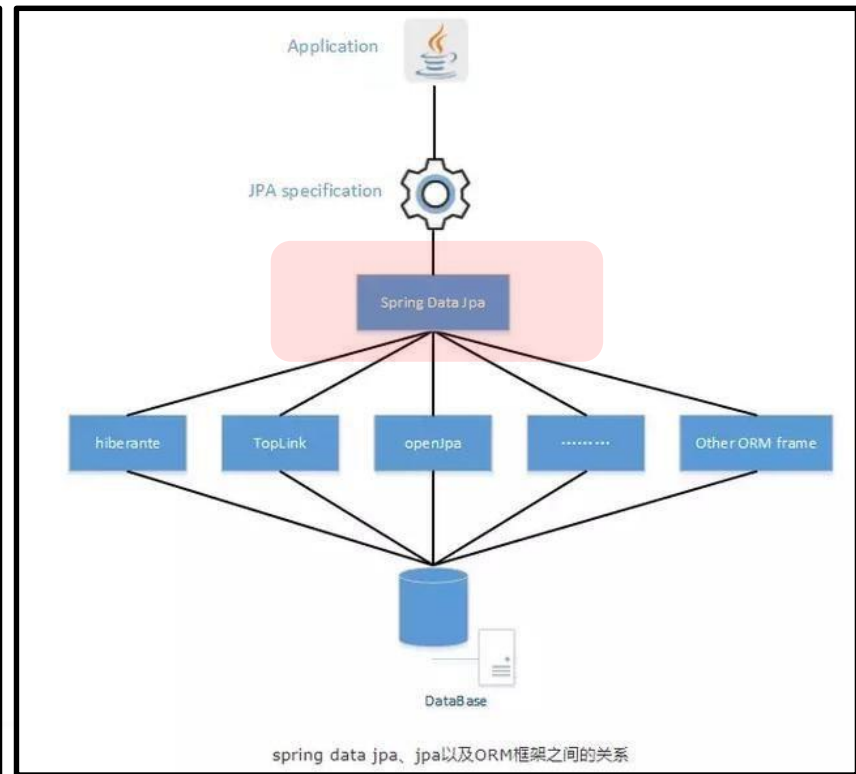 Application
JPA specification
Spring Data Jpa
hiberante
TopLink
openJpa
………
Other ORM frame
DataBase
spring data jpa、jpa以及ORM框架之间的关系